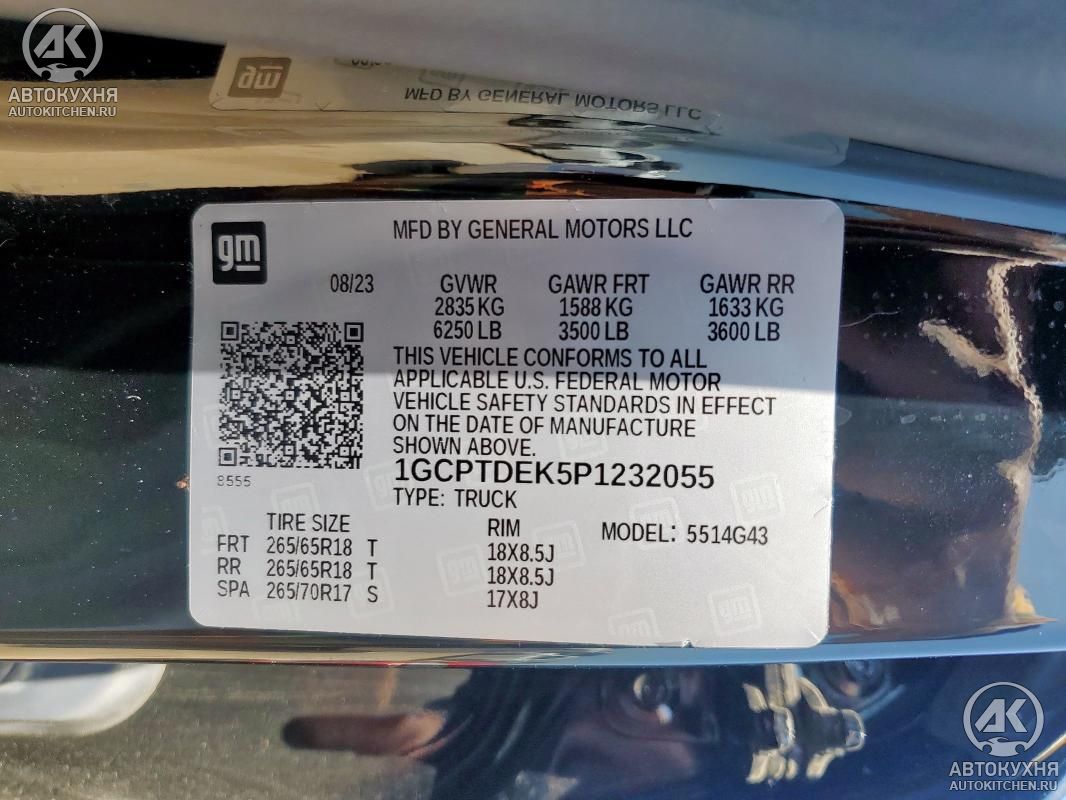 АК
АВТОКУХНЯ
AUTOKITCHEN.RU
gm
MFD BY GENERAL MOTORS LLC
gm
MFD BY GENERAL MOTORS LLC
08/23 GVWR GAWR FRT GAWR RR
2835 KG 1588 KG 1633 KG
6250 LB 3500 LB 3600 LB
THIS VEHICLE CONFORMS TO ALL
APPLICABLE U.S. FEDERAL MOTOR
VEHICLE SAFETY STANDARDS IN EFFECT
ON THE DATE OF MANUFACTURE
SHOWN ABOVE.
8555
1GCPTDEK5P1232055
TYPE: TRUCK
TIRE SIZE RIM MODEL: 5514G43
FRT 265/65R18 T 18X8.5J
RR 265/65R18 T 18X8.5J
SPA 265/70R17 S 17X8J
АК
АВТОКУХНЯ
AUTOKITCHEN.RU